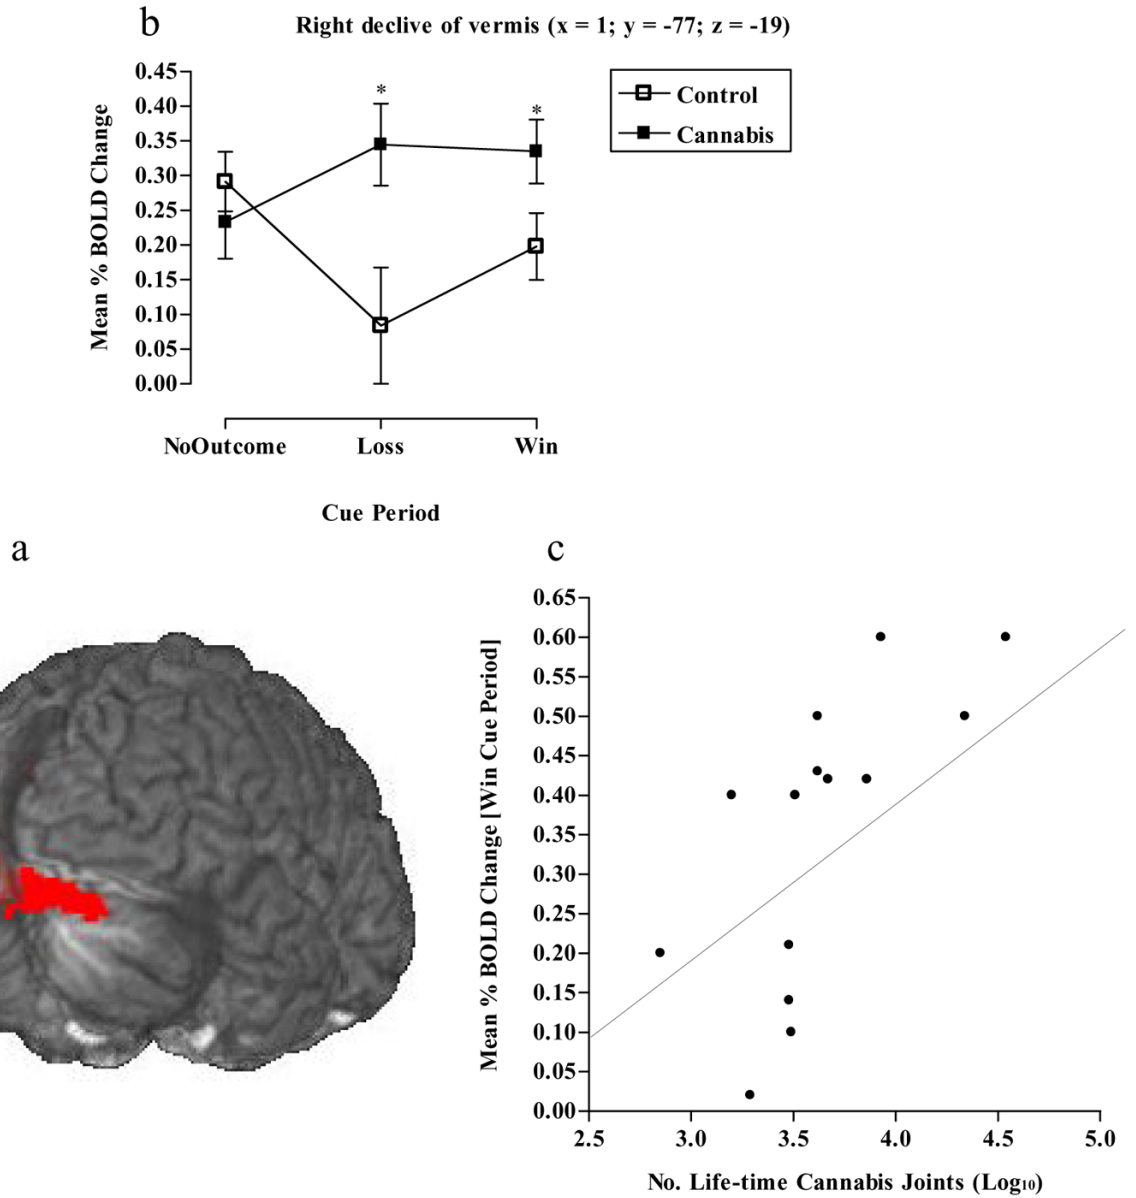 b
Right declive of vermis (x = 1; y = -77; z = -19)
Mean % BOLD Change
0.45
0.40
0.35
0.30
0.25
0.20
0.15
0.10
0.05
0.00
*
*
Control
Cannabis
NoOutcome Loss Win
Cue Period
a
c
Mean % BOLD Change [Win Cue Period]
0.65
0.60
0.55
0.50
0.45
0.40
0.35
0.30
0.25
0.20
0.15
0.10
0.05
0.00
2.5 3.0 3.5 4.0 4.5 5.0
No. Life-time Cannabis Joints (Log₁₀)